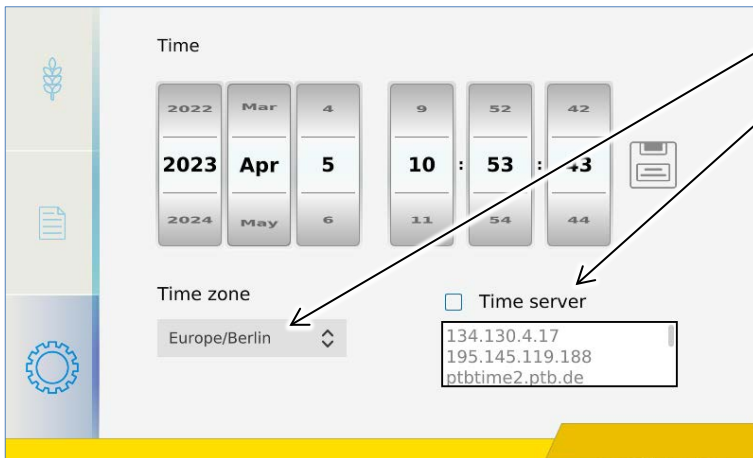 Time
2022 Mar 4 9 52 42
2023 Apr 5 10 : 53 : 43
2024 May 6 11 54 44
Time zone
Time server
Europe/Berlin
134.130.4.17
195.145.119.188
ptbtime2.ptb.de